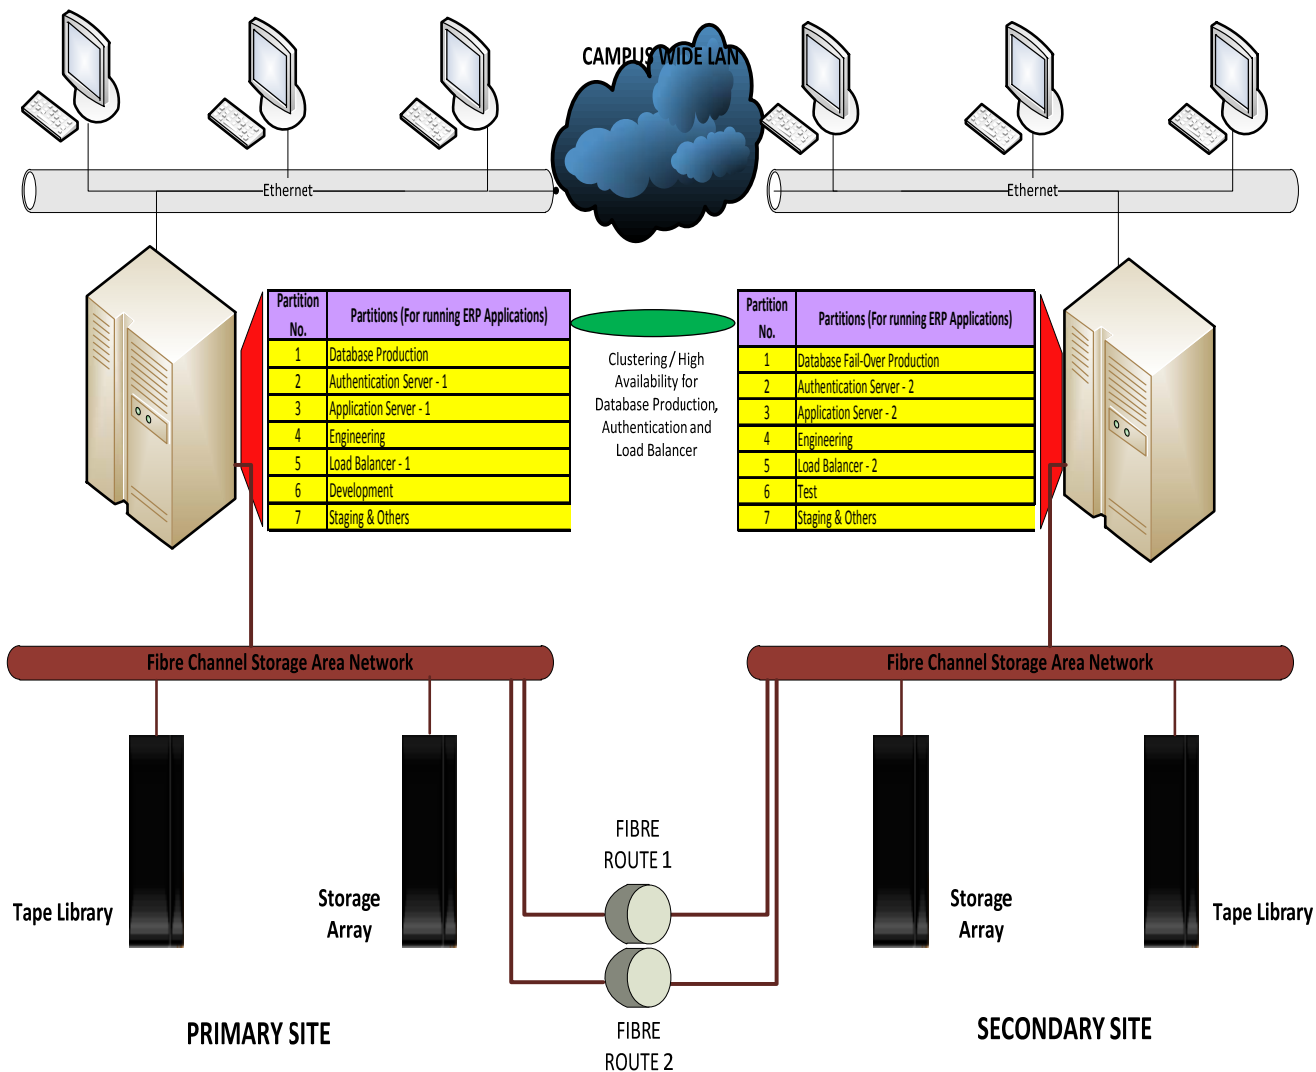 CAMPUS WIDE LAN
Ethernet
Ethernet
Partition No. Partitions (For running ERP Applications)
1 Database Production
2 Authentication Server - 1
3 Application Server - 1
4 Engineering
5 Load Balancer - 1
6 Development
7 Staging & Others
Clustering / High
Availability for
Database Production,
Authentication and
Load Balancer
Partition No. Partitions (For running ERP Applications)
1 Database Fail-Over Production
2 Authentication Server - 2
3 Application Server - 2
4 Engineering
5 Load Balancer - 2
6 Test
7 Staging & Others
Fibre Channel Storage Area Network
Fibre Channel Storage Area Network
Tape Library
Storage
Array
FIBRE
ROUTE 1
Storage
Array
Tape Library
PRIMARY SITE
FIBRE
ROUTE 2
SECONDARY SITE